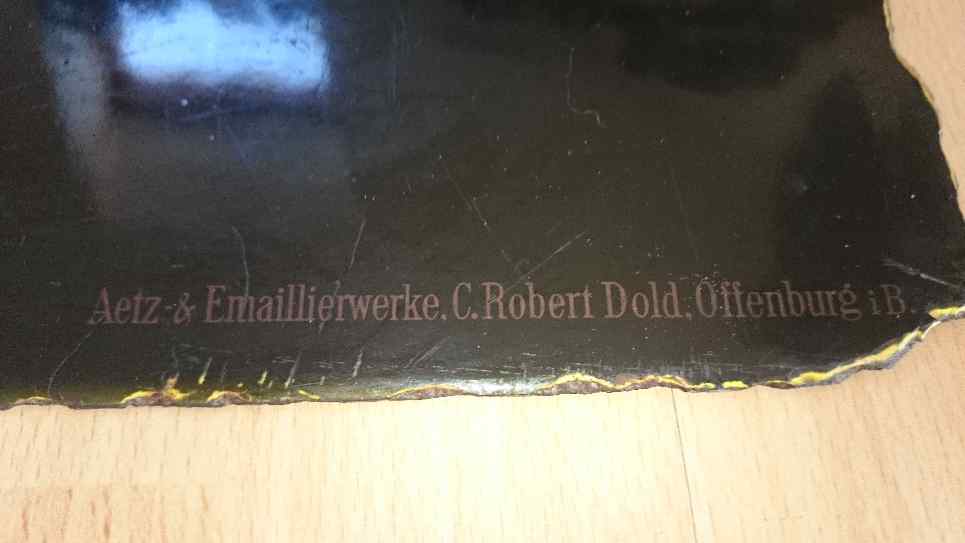 Aetz- & Emaillierwerke, C. Robert Dold, Offenburg i B.